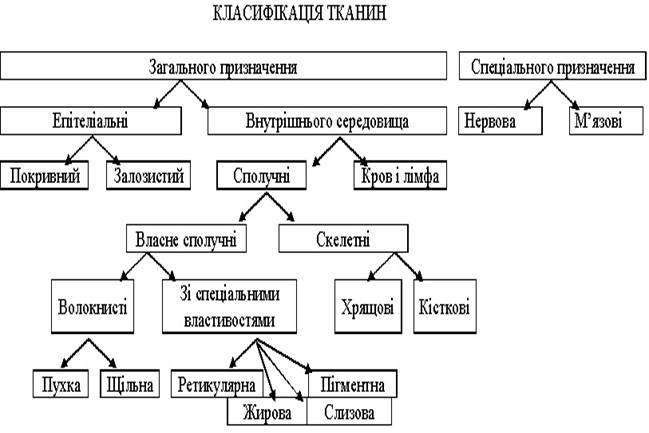 КЛАСИФІКАЦІЯ ТКАНИН
Загального призначення
Спеціального призначення
Епітеліальні
Внутрішнього середовища
Нервова
М’язові
Покривний
Залозистий
Сполучні
Кров і лімфа
Власне сполучні
Скелетні
Волокнисті
Зі спеціальними
властивостями
Хрящові
Кісткові
Пухка
Щільна
Ретикулярна
Пігментна
Жирова
Слизова